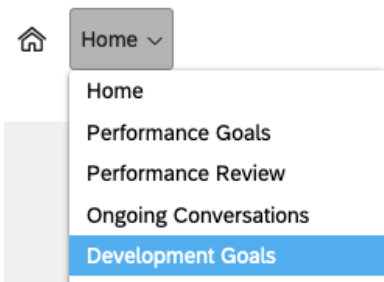 Home
Home
Performance Goals
Performance Review
Ongoing Conversations
Development Goals